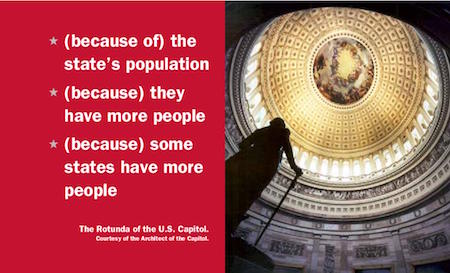 (because of) the
state's population
(because) they
have more people
(because) some
states have more
people
The Rotunda of the U.S. Capitol.
Courtesy of the Architect of the Capitol.